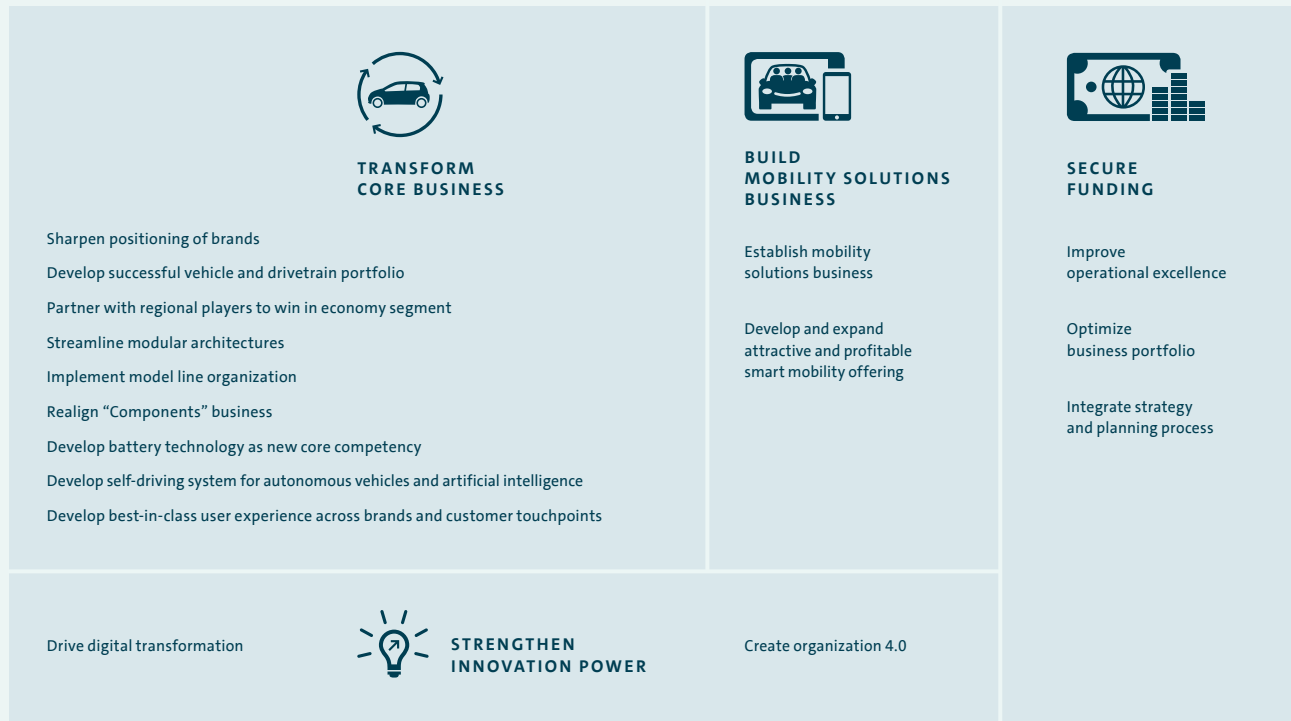 TRANSFORM
CORE BUSINESS
Sharpen positioning of brands
Develop successful vehicle and drivetrain portfolio
Partner with regional players to win in economy segment
Streamline modular architectures
Implement model line organization
Realign “Components” business
Develop battery technology as new core competency
Develop self-driving system for autonomous vehicles and artificial intelligence
Develop best-in-class user experience across brands and customer touchpoints
BUILD
MOBILITY SOLUTIONS
BUSINESS
Establish mobility
solutions business
Develop and expand
attractive and profitable
smart mobility offering
SECURE
FUNDING
Improve
operational excellence
Optimize
business portfolio
Integrate strategy
and planning process
Drive digital transformation
STRENGTHEN
INNOVATION POWER
Create organization 4.0